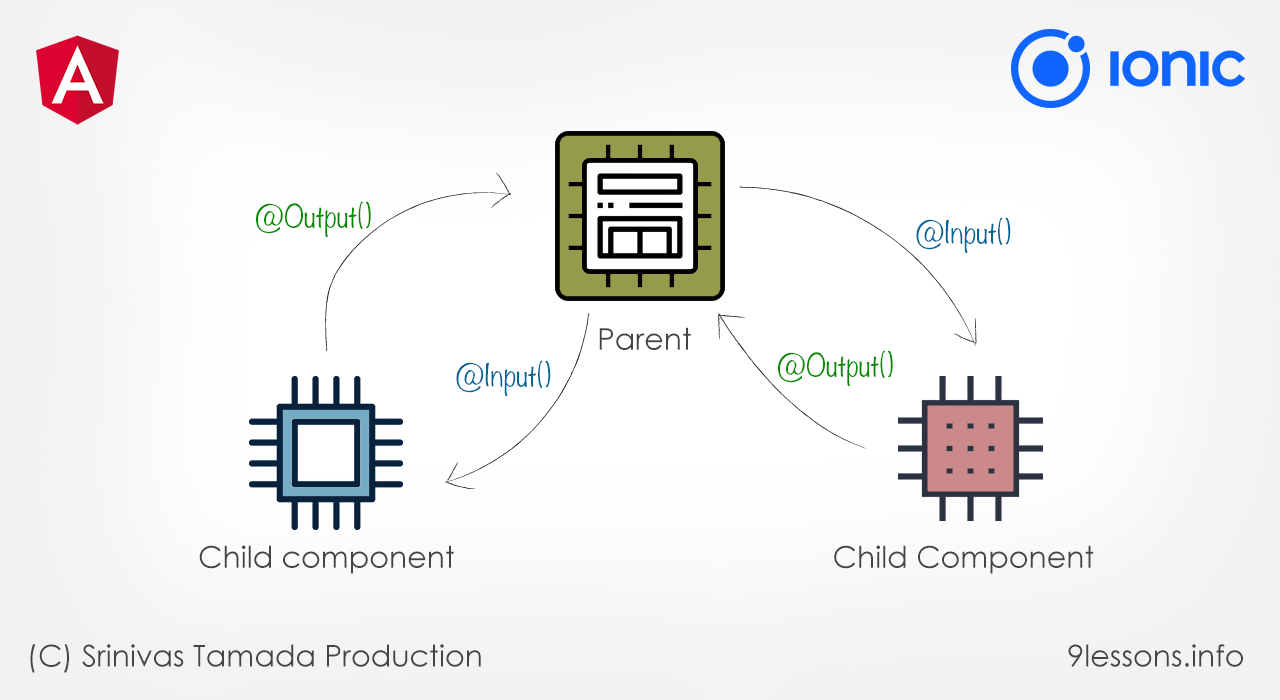 A
IONIC
@Output()
@Input()
Parent
@Input()
@Output()
Child component
Child Component
(C) Srinivas Tamada Production
9lessons.info